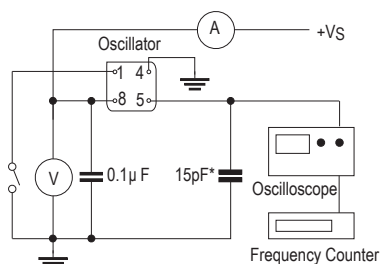 A
+VS
Oscillator
1 4
8 5
V
0.1μ F
15pF*
Oscilloscope
Frequency Counter